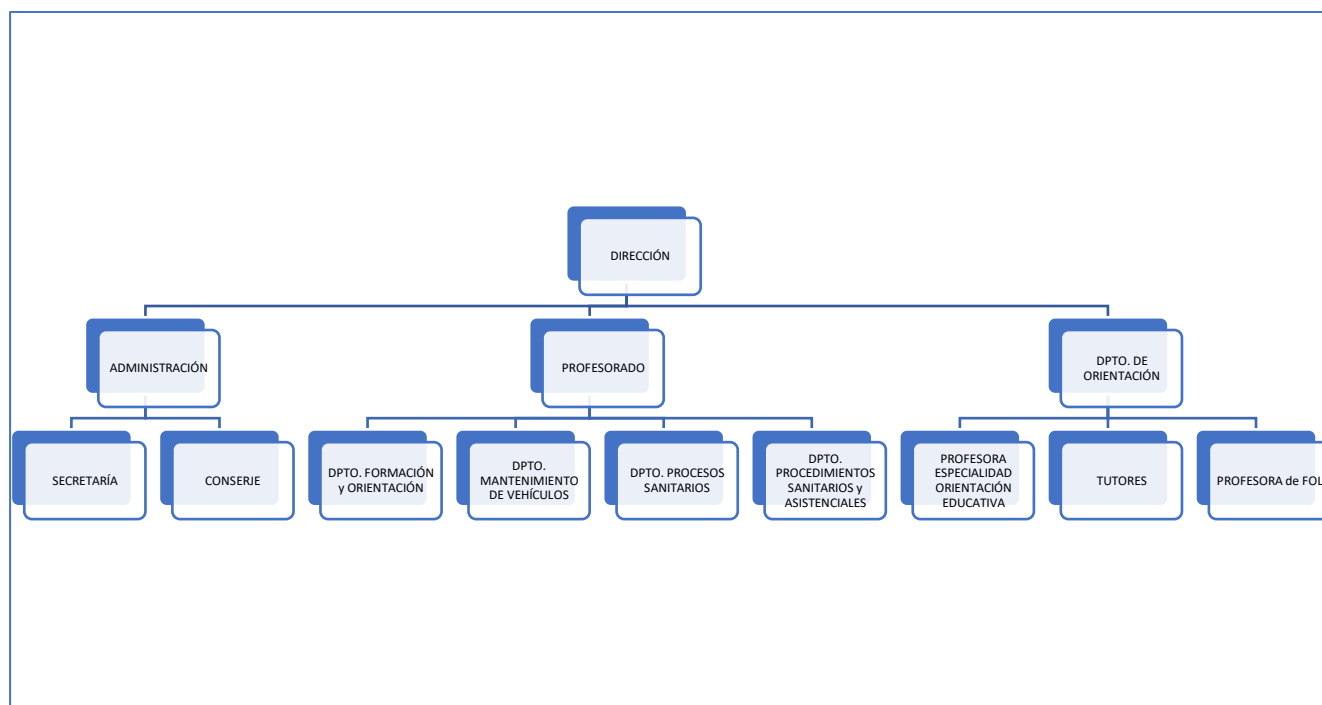 DIRECCIÓN
ADMINISTRACIÓN
PROFESORADO
DPTO. DE
ORIENTACIÓN
SECRETARÍA
CONSERJE
DPTO. FORMACIÓN
y ORIENTACIÓN
DPTO.
MANTENIMIENTO
DE VEHÍCULOS
DPTO. PROCESOS
SANITARIOS
DPTO.
PROCEDIMIENTOS
SANITARIOS y
ASISTENCIALES
PROFESORA
ESPECIALIDAD
ORIENTACIÓN
EDUCATIVA
TUTORES
PROFESORA de FOL